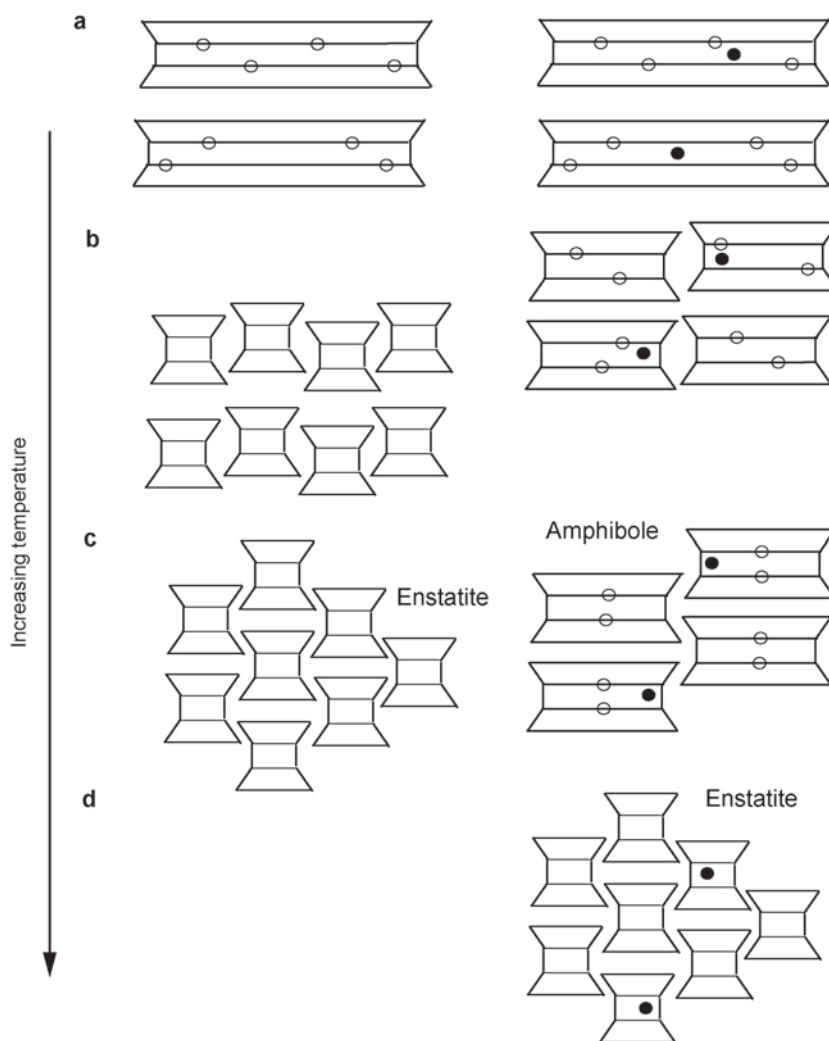 a
Increasing temperature
b
c
Enstatite
Amphibole
d
Enstatite